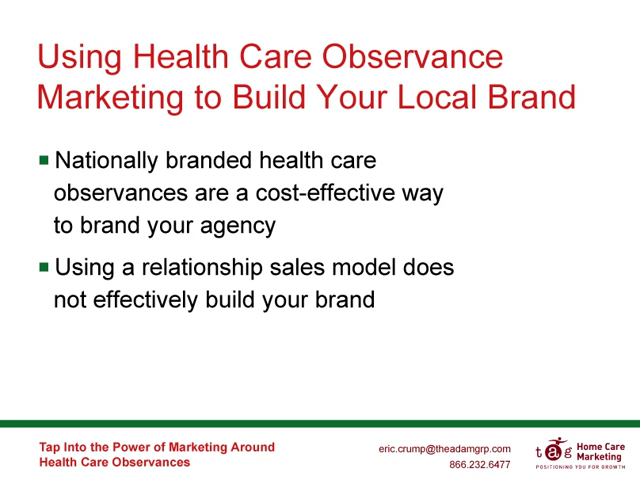 Using Health Care Observance
Marketing to Build Your Local Brand
Nationally branded health care
observances are a cost-effective way
to brand your agency
Using a relationship sales model does
not effectively build your brand
Tap Into the Power of Marketing Around
Health Care Observances
eric.crump@theadamgrp.com
866.232.6477
tag
Home Care
Marketing
POSITIONING YOU FOR GROWTH